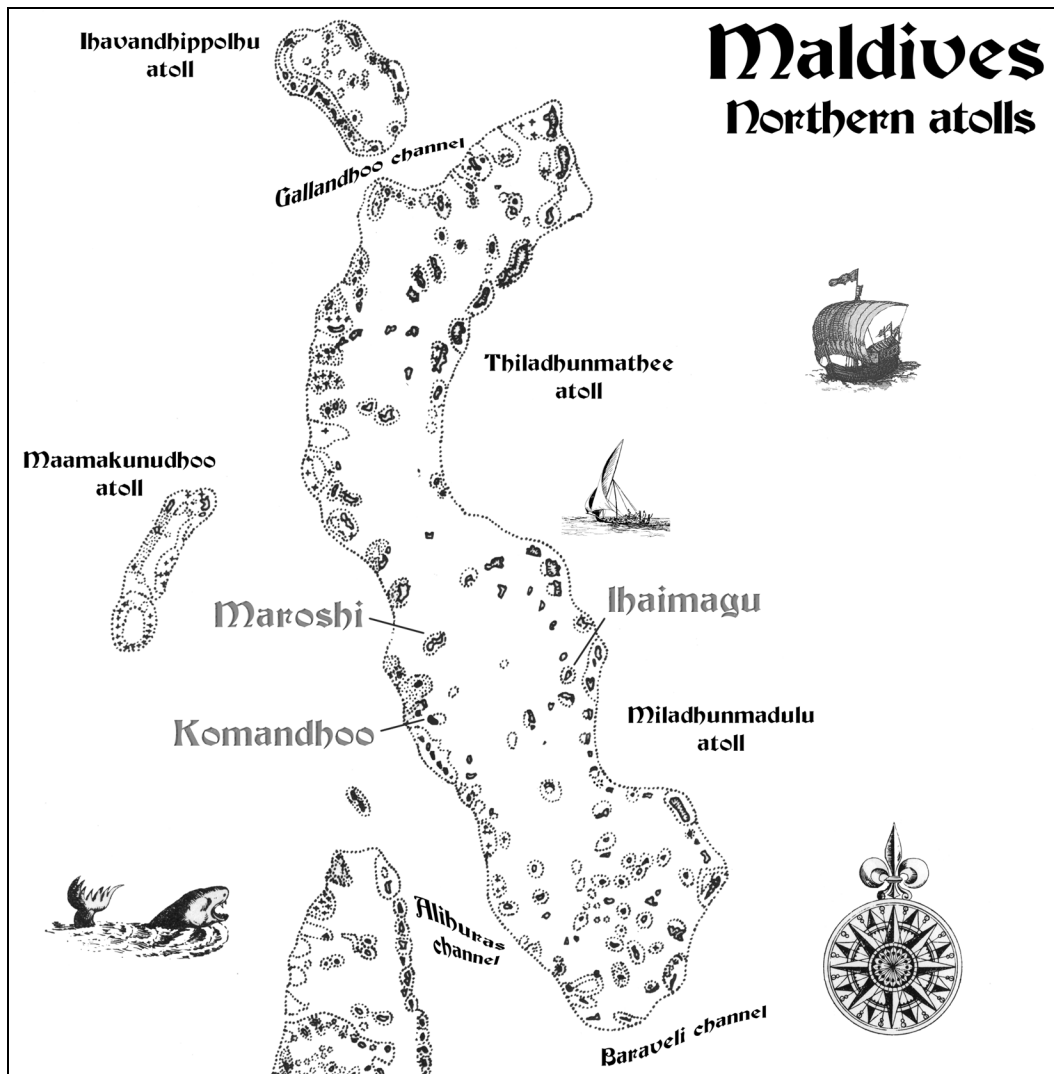 Maldives
Northern atolls
Ihavandhippolhu
atoll
Gallandhoo channel
Thiladhunmathee
atoll
Maamakunudhoo
atoll
Ihaimagu
Maroshi
Miladhunmadulu
atoll
Komandhoo
Alihuras
channel
Baraveli channel